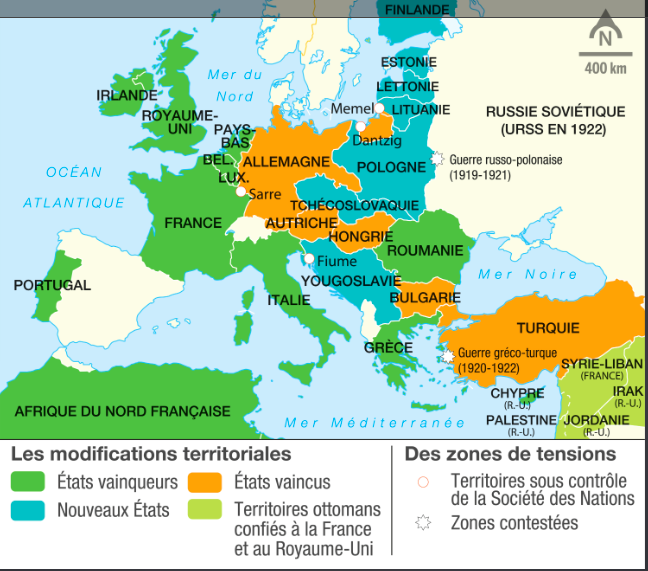 FINLANDE
N
400 km
ESTONIE
Mer du
Nord
LETTONIE
IRLANDE
Memel
LITUANIE
RUSSIE SOVIÉTIQUE
(URSS EN 1922)
ROYAUME-
UNI
PAYS-
BAS
Dantzig
BEL.
ALLEMAGNE
POLOGNE
Guerre russo-polonaise
(1919-1921)
LUX.
OCÉAN
ATLANTIQUE
Sarre
TCHÉCOSLOVAQUIE
FRANCE
AUTRICHE
HONGRIE
ROUMANIE
Fiume
Mer Noire
PORTUGAL
YOUGOSLAVIE
ITALIE
BULGARIE
TURQUIE
GRÈCE
Guerre gréco-turque
(1920-1922)
SYRIE-LIBAN
(FRANCE)
CHYPRE
(R.-U.)
IRAK
(R.-U.)
AFRIQUE DU NORD FRANÇAISE
Mer Méditerranée
PALESTINE
(R.-U.)
JORDANIE
(R.-U.)
Les modifications territoriales
États vainqueurs
États vaincus
Nouveaux États
Territoires ottomans
confiés à la France
et au Royaume-Uni
Des zones de tensions
Territoires sous contrôle
de la Société des Nations
Zones contestées